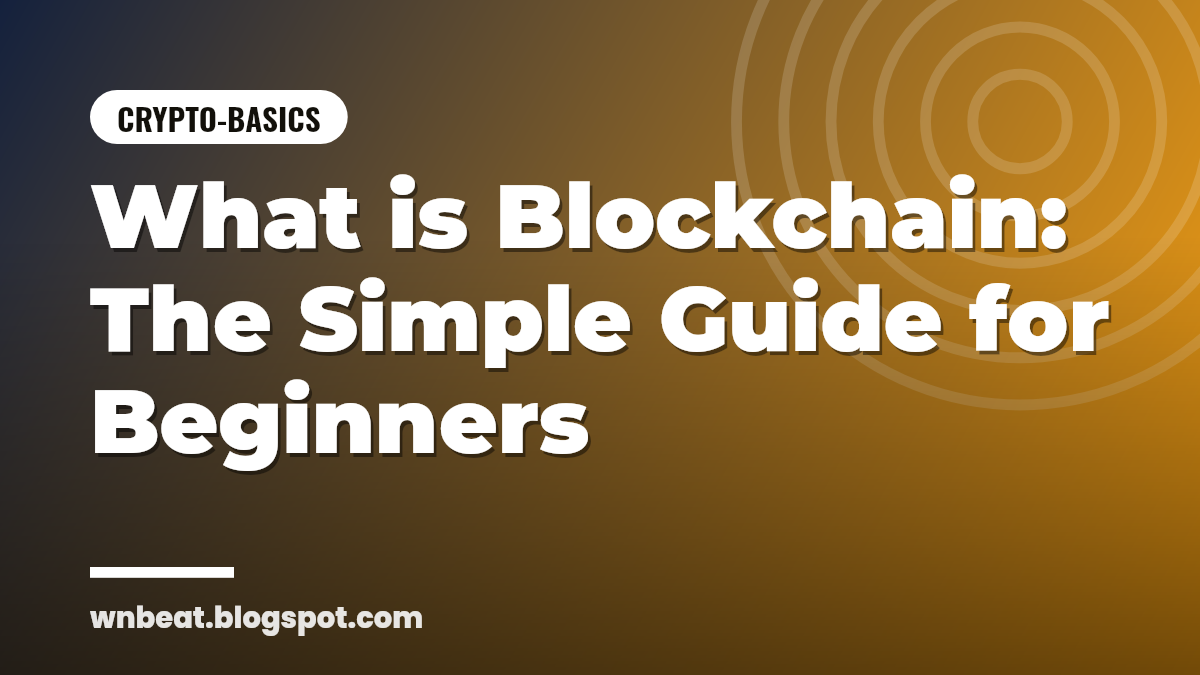 CRYPTO-BASICS
What is Blockchain:
The Simple Guide for
Beginners
wnbeat.blogspot.com